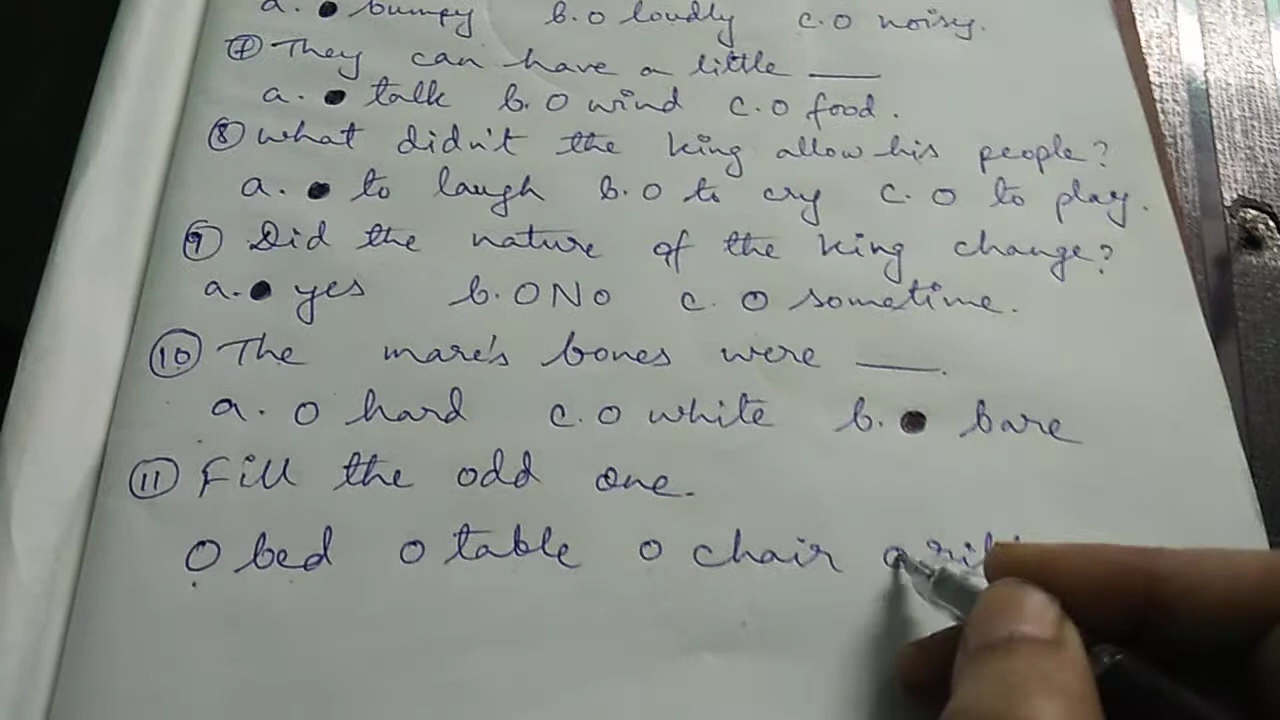 a. ● bumpy b. O loudly c. O noisy.
⑦ They can have a little ___
a. ● talk b. O wind c. O food.
⑧ What didn't the king allow his people?
a. ● to laugh b. O to cry c. O to play.
⑨ Did the nature of the king change?
a. ● yes b. O No c. O sometime.
⑩ The mare's bones were ___.
a. O hard c. O white b. ● bare
⑪ Fill the odd one.
O bed O table O chair O